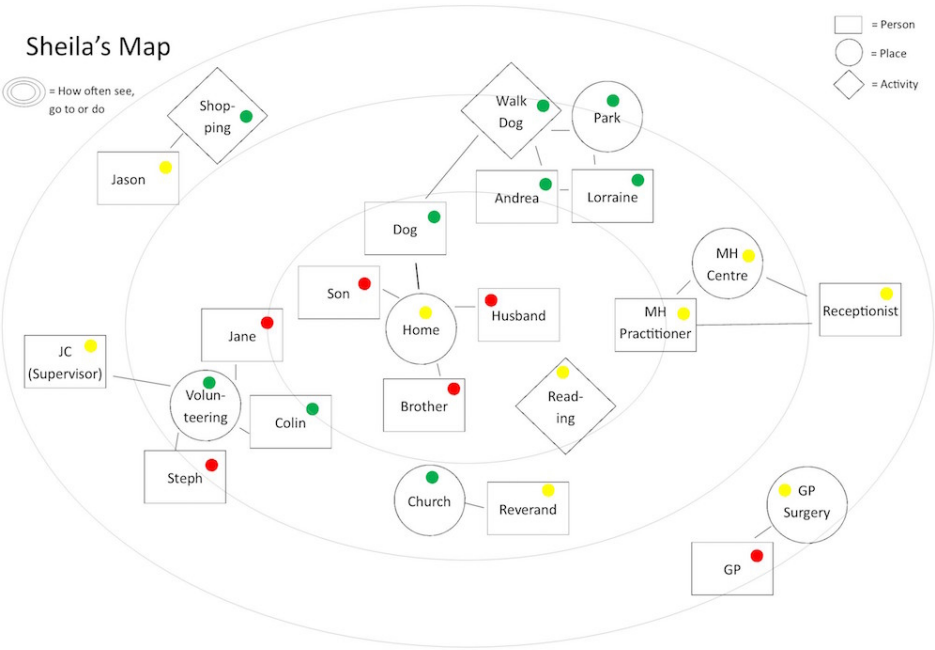 Sheila's Map
= How often see,
go to or do
= Person
= Place
= Activity
Shop-
ping
Jason
Walk
Dog
Park
Andrea
Lorraine
Dog
Son
Home
Husband
Brother
MH
Centre
MH
Practitioner
Receptionist
Jane
JC
(Supervisor)
Volun-
teering
Colin
Steph
Read-
ing
Church
Reverand
GP
Surgery
GP